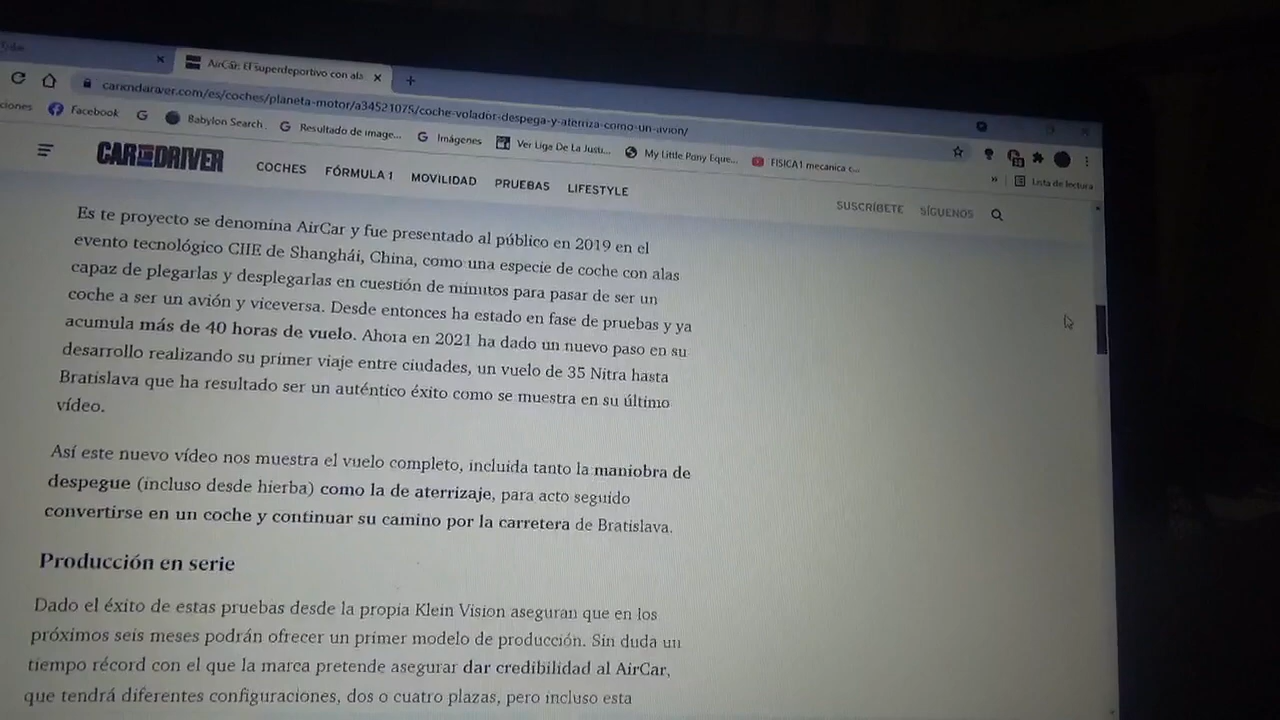 AirCar: El superdeportivo con ala
caranddriver.com/es/coches/planeta-motor/a34521075/coche-volador-despega-y-aterriza-como-un-avion/
ciones Facebook Babylon Search Resultado de image... Imágenes Ver Liga De La Justi... My Little Pony Eque... FISICA1 mecanica c... » Lista de lectura
CAR AND DRIVER COCHES FÓRMULA 1 MOVILIDAD PRUEBAS LIFESTYLE SUSCRÍBETE SÍGUENOS
Es te proyecto se denomina AirCar y fue presentado al público en 2019 en el
evento tecnológico CIIE de Shanghái, China, como una especie de coche con alas
capaz de plegarlas y desplegarlas en cuestión de minutos para pasar de ser un
coche a ser un avión y viceversa. Desde entonces ha estado en fase de pruebas y ya
acumula más de 40 horas de vuelo. Ahora en 2021 ha dado un nuevo paso en su
desarrollo realizando su primer viaje entre ciudades, un vuelo de 35 Nitra hasta
Bratislava que ha resultado ser un auténtico éxito como se muestra en su último
vídeo.
Así este nuevo vídeo nos muestra el vuelo completo, incluida tanto la maniobra de
despegue (incluso desde hierba) como la de aterrizaje, para acto seguido
convertirse en un coche y continuar su camino por la carretera de Bratislava.
Producción en serie
Dado el éxito de estas pruebas desde la propia Klein Vision aseguran que en los
próximos seis meses podrán ofrecer un primer modelo de producción. Sin duda un
tiempo récord con el que la marca pretende asegurar dar credibilidad al AirCar,
que tendrá diferentes configuraciones, dos o cuatro plazas, pero incluso esta